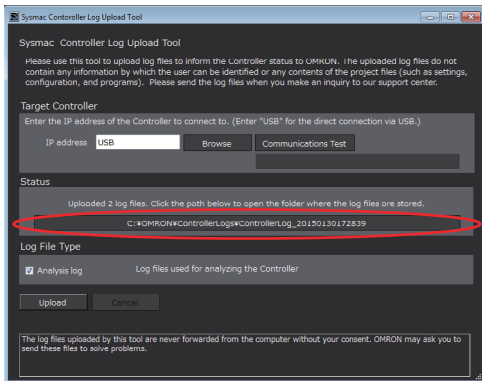 Sysmac Contoroller Log Upload Tool
Sysmac Controller Log Upload Tool
Please use this tool to upload log files to inform the Controller status to OMRON. The uploaded log files do not
contain any information by which the user can be identified or any contents of the project files (such as settings,
configuration, and programs). Please send the log files when you make an inquiry to our support center.
Target Controller
Enter the IP address of the Controller to connect to. (Enter "USB" for the direct connection via USB.)
IP address USB Browse Communications Test
Status
Uploaded 2 log files. Click the path below to open the folder where the log files are stored.
C:¥OMRON¥ControllerLogs¥ControllerLog_20150130172839
Log File Type
Analysis log Log files used for analyzing the Controller
Upload Cancel
The log files uploaded by this tool are never forwarded from the computer without your consent. OMRON may ask you to
send these files to solve problems.